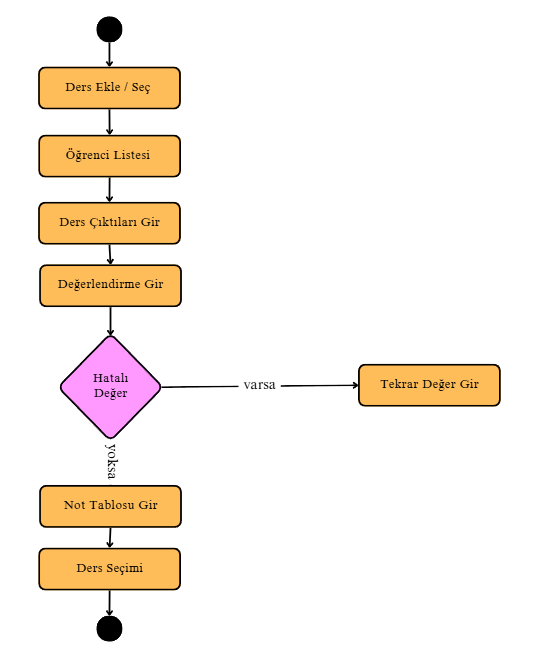 Ders Ekle / Seç
Öğrenci Listesi
Ders Çıktıları Gir
Değerlendirme Gir
Hatalı
Değer
varsa
Tekrar Değer Gir
yoksa
Not Tablosu Gir
Ders Seçimi